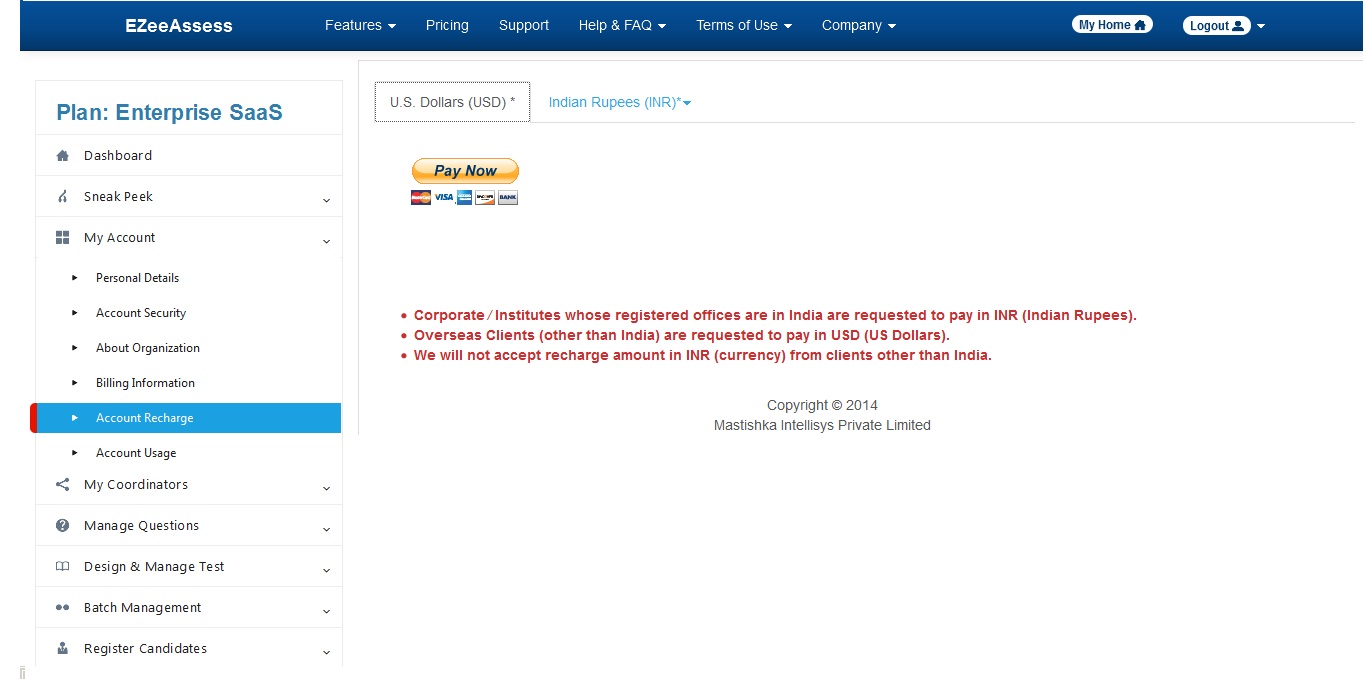 EZeeAssess Features Pricing Support Help & FAQ Terms of Use Company My Home Logout
Plan: Enterprise SaaS
Dashboard
Sneak Peek
My Account
Personal Details
Account Security
About Organization
Billing Information
Account Recharge
Account Usage
My Coordinators
Manage Questions
Design & Manage Test
Batch Management
Register Candidates
U.S. Dollars (USD) * Indian Rupees (INR)*
Pay Now
MasterCard VISA DISCOVER BANK
• Corporate/Institutes whose registered offices are in India are requested to pay in INR (Indian Rupees).
• Overseas Clients (other than India) are requested to pay in USD (US Dollars).
• We will not accept recharge amount in INR (currency) from clients other than India.
Copyright © 2014
Mastishka Intellisys Private Limited